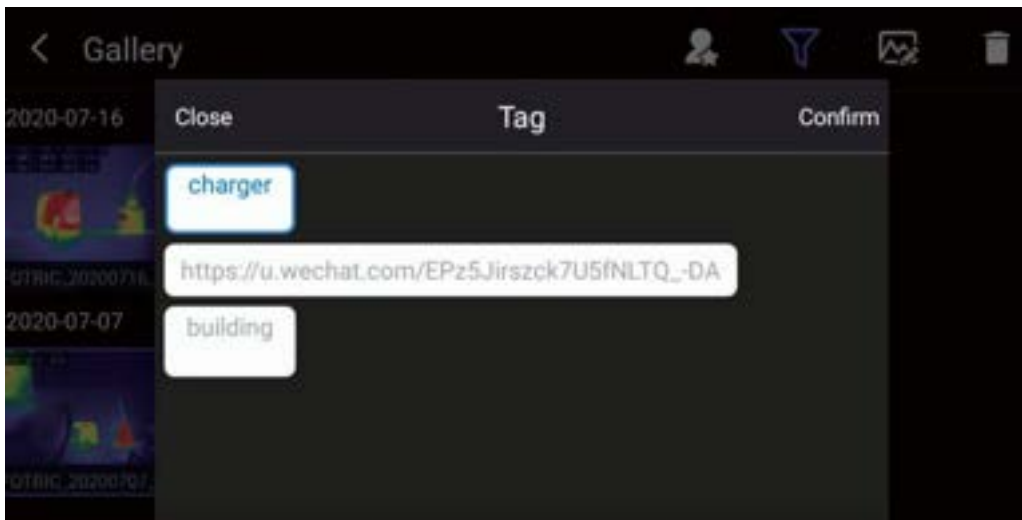 Gallery
2020-07-16
Close Tag Confirm
charger
https://u.wechat.com/EPz5Jirszck7U5fNLTQ_-DA
2020-07-07
building